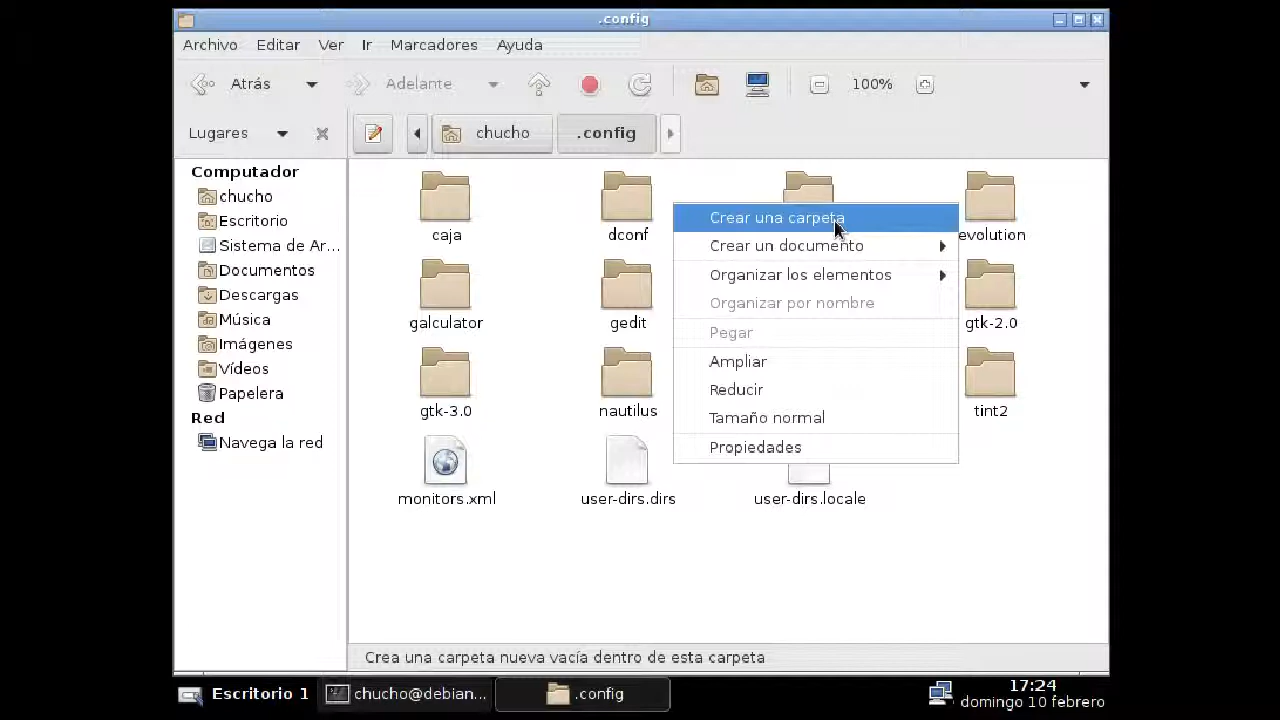 .config
Archivo Editar Ver Ir Marcadores Ayuda
Atrás Adelante 100%
Lugares chucho .config
Computador
chucho
Escritorio
Sistema de Ar...
Documentos
Descargas
Música
Imágenes
Vídeos
Papelera
Red
Navega la red
caja dconf evolution
galculator gedit gtk-2.0
gtk-3.0 nautilus tint2
monitors.xml user-dirs.dirs user-dirs.locale
Crear una carpeta
Crear un documento
Organizar los elementos
Organizar por nombre
Pegar
Ampliar
Reducir
Tamaño normal
Propiedades
Crea una carpeta nueva vacía dentro de esta carpeta
Escritorio 1 chucho@debian... .config
17:24
domingo 10 febrero